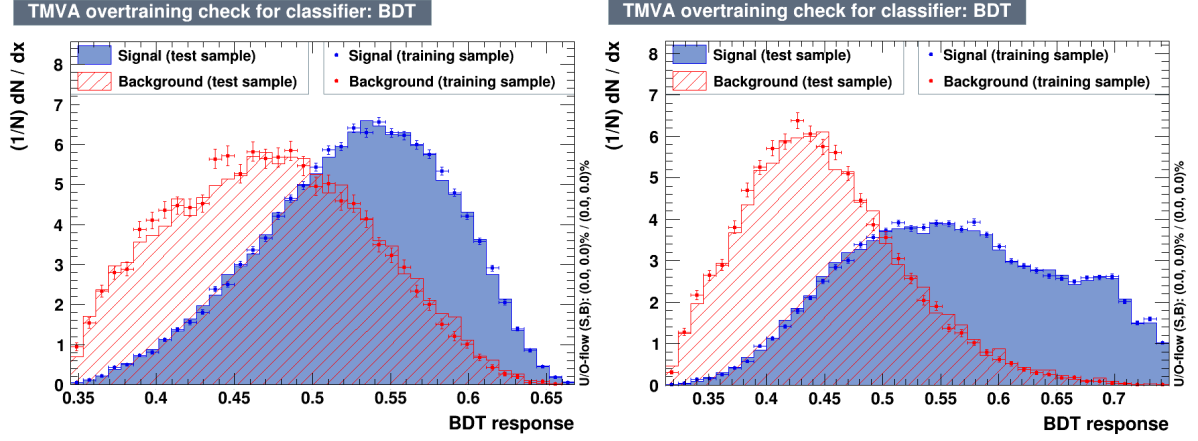 TMVA overtraining check for classifier: BDT
(1/N) dN / dx
Signal (test sample)
Background (test sample)
Signal (training sample)
Background (training sample)
8
7
6
5
4
3
2
1
0
0.35 0.4 0.45 0.5 0.55 0.6 0.65
BDT response
U/O-flow (S,B): (0.0, 0.0)% / (0.0, 0.0)%
TMVA overtraining check for classifier: BDT
(1/N) dN / dx
Signal (test sample)
Background (test sample)
Signal (training sample)
Background (training sample)
8
7
6
5
4
3
2
1
0
0.35 0.4 0.45 0.5 0.55 0.6 0.65 0.7
BDT response
U/O-flow (S,B): (0.0, 0.0)% / (0.0, 0.0)%